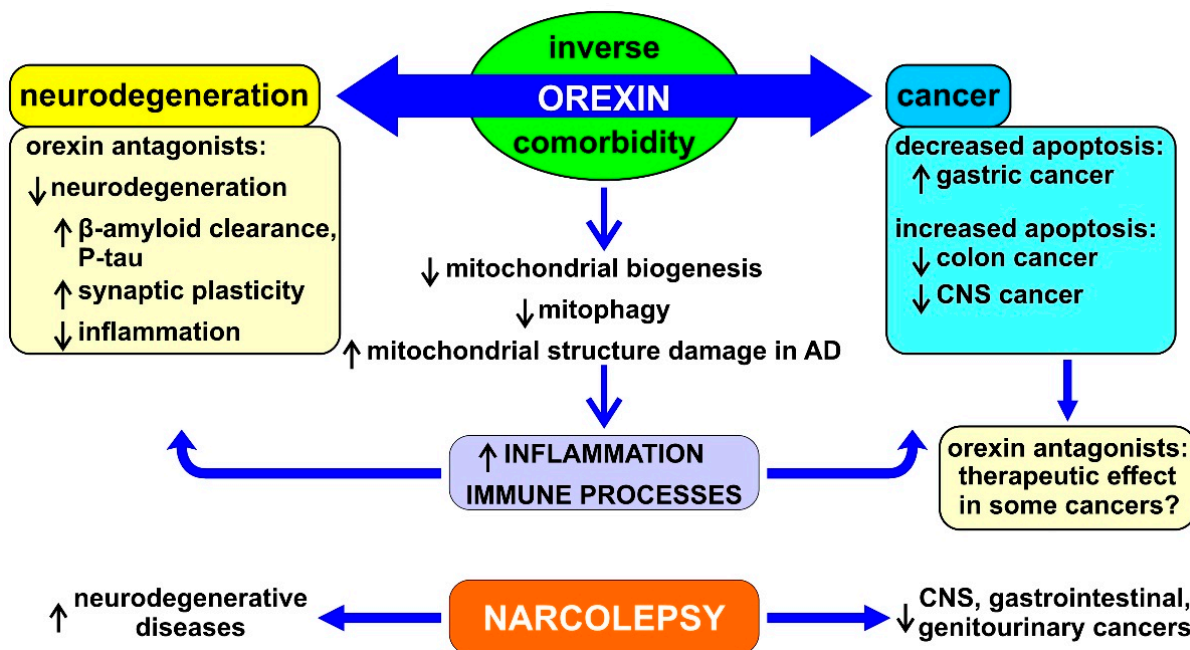 inverse
OREXIN
comorbidity
neurodegeneration
orexin antagonists:
↓ neurodegeneration
↑ β-amyloid clearance,
P-tau
↑ synaptic plasticity
↓ inflammation
cancer
decreased apoptosis:
↑ gastric cancer
increased apoptosis:
↓ colon cancer
↓ CNS cancer
↓ mitochondrial biogenesis
↓ mitophagy
↑ mitochondrial structure damage in AD
↑ INFLAMMATION
IMMUNE PROCESSES
orexin antagonists:
therapeutic effect
in some cancers?
↑ neurodegenerative
diseases
NARCOLEPSY
↓ CNS, gastrointestinal,
genitourinary cancers